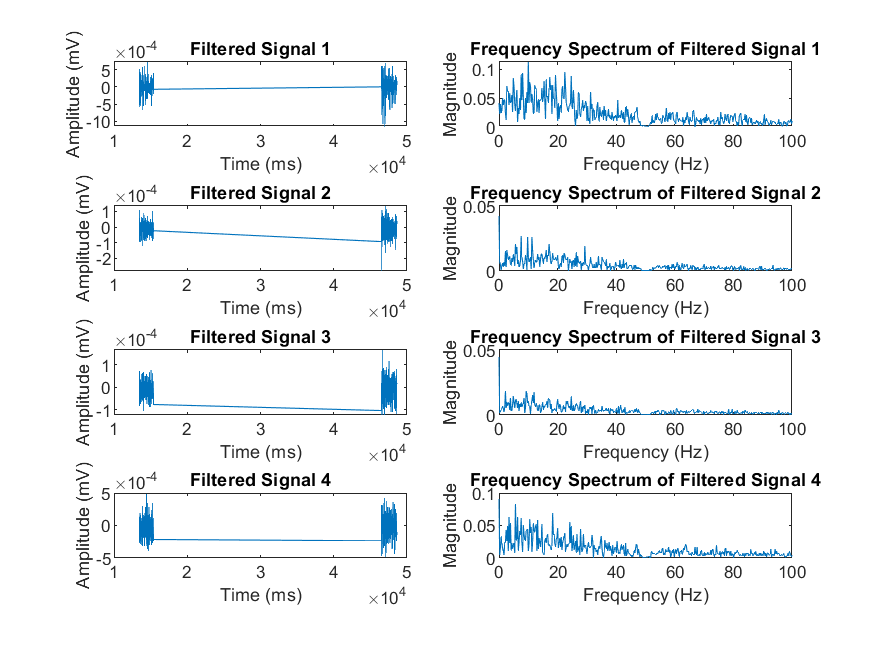 Filtered Signal 1
×10^-4
Amplitude (mV)
5
0
-5
-10
1 2 3 4 5
Time (ms)
×10^4
Frequency Spectrum of Filtered Signal 1
Magnitude
0.1
0.05
0
0 20 40 60 80 100
Frequency (Hz)
Filtered Signal 2
×10^-4
Amplitude (mV)
1
0
-1
-2
1 2 3 4 5
Time (ms)
×10^4
Frequency Spectrum of Filtered Signal 2
Magnitude
0.05
0
0 20 40 60 80 100
Frequency (Hz)
Filtered Signal 3
×10^-4
Amplitude (mV)
1
0
-1
1 2 3 4 5
Time (ms)
×10^4
Frequency Spectrum of Filtered Signal 3
Magnitude
0.05
0
0 20 40 60 80 100
Frequency (Hz)
Filtered Signal 4
×10^-4
Amplitude (mV)
5
0
-5
1 2 3 4 5
Time (ms)
×10^4
Frequency Spectrum of Filtered Signal 4
Magnitude
0.1
0.05
0
0 20 40 60 80 100
Frequency (Hz)